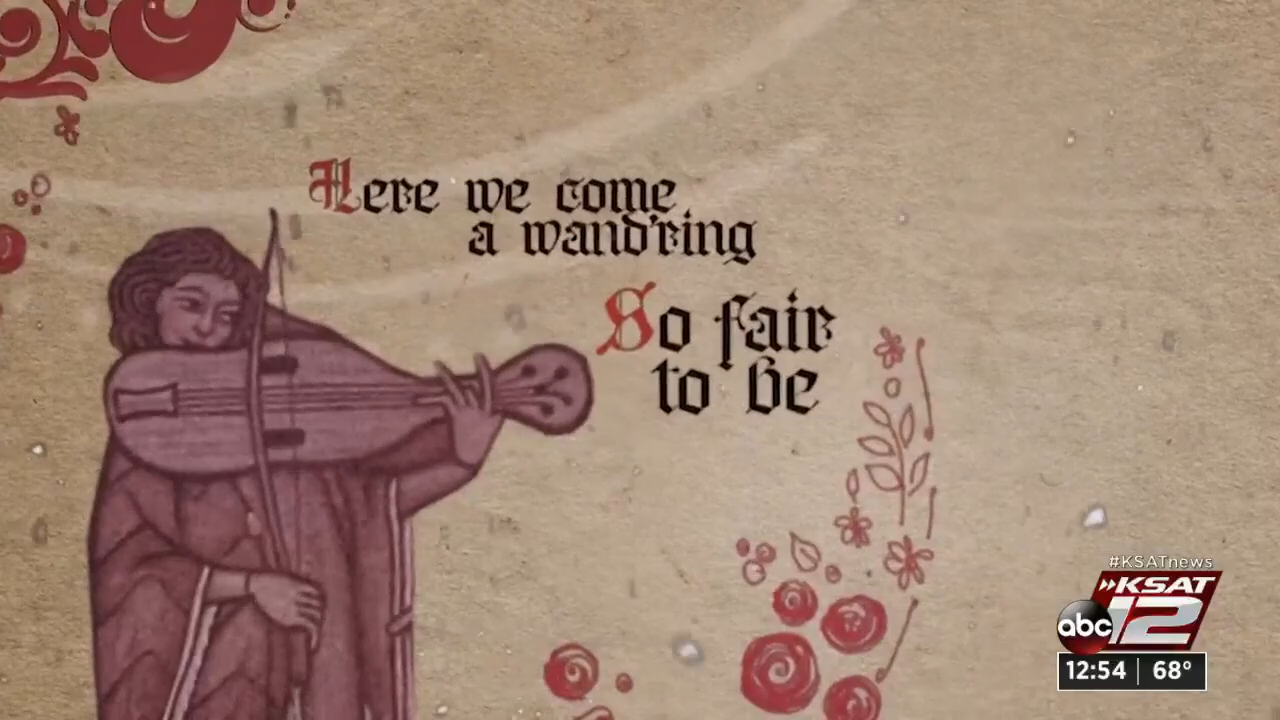 Here we come
a wand'ring
So fair
to be
#KSATnews
KSAT
abc 12
12:54 68°